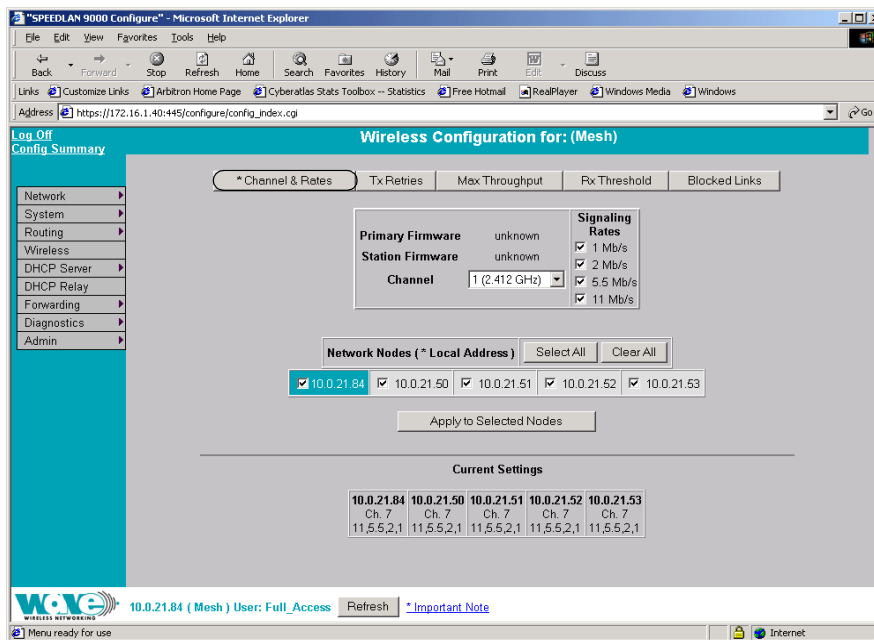 "SPEEDLAN 9000 Configure" - Microsoft Internet Explorer
File Edit View Favorites Tools Help
Back Forward Stop Refresh Home Search Favorites History Mail Print Edit Discuss
Links Customize Links Arbitron Home Page Cyberatlas Stats Toolbox -- Statistics Free Hotmail RealPlayer Windows Media Windows
Address https://172.16.1.40:445/configure/config_index.cgi Go
Log Off
Config Summary
Wireless Configuration for: (Mesh)
* Channel & Rates Tx Retries Max Throughput Rx Threshold Blocked Links
Network
System
Routing
Wireless
DHCP Server
DHCP Relay
Forwarding
Diagnostics
Admin
Primary Firmware unknown
Station Firmware unknown
Channel 1 (2.412 GHz)
Signaling
Rates
1 Mb/s
2 Mb/s
5.5 Mb/s
11 Mb/s
Network Nodes ( * Local Address ) Select All Clear All
10.0.21.84 10.0.21.50 10.0.21.51 10.0.21.52 10.0.21.53
Apply to Selected Nodes
Current Settings
10.0.21.84 10.0.21.50 10.0.21.51 10.0.21.52 10.0.21.53
Ch. 7 Ch. 7 Ch. 7 Ch. 7 Ch. 7
11,5.5,2,1 11,5.5,2,1 11,5.5,2,1 11,5.5,2,1 11,5.5,2,1
WAVE
WIRELESS NETWORKING
10.0.21.84 ( Mesh ) User: Full_Access Refresh * Important Note
Menu ready for use Internet